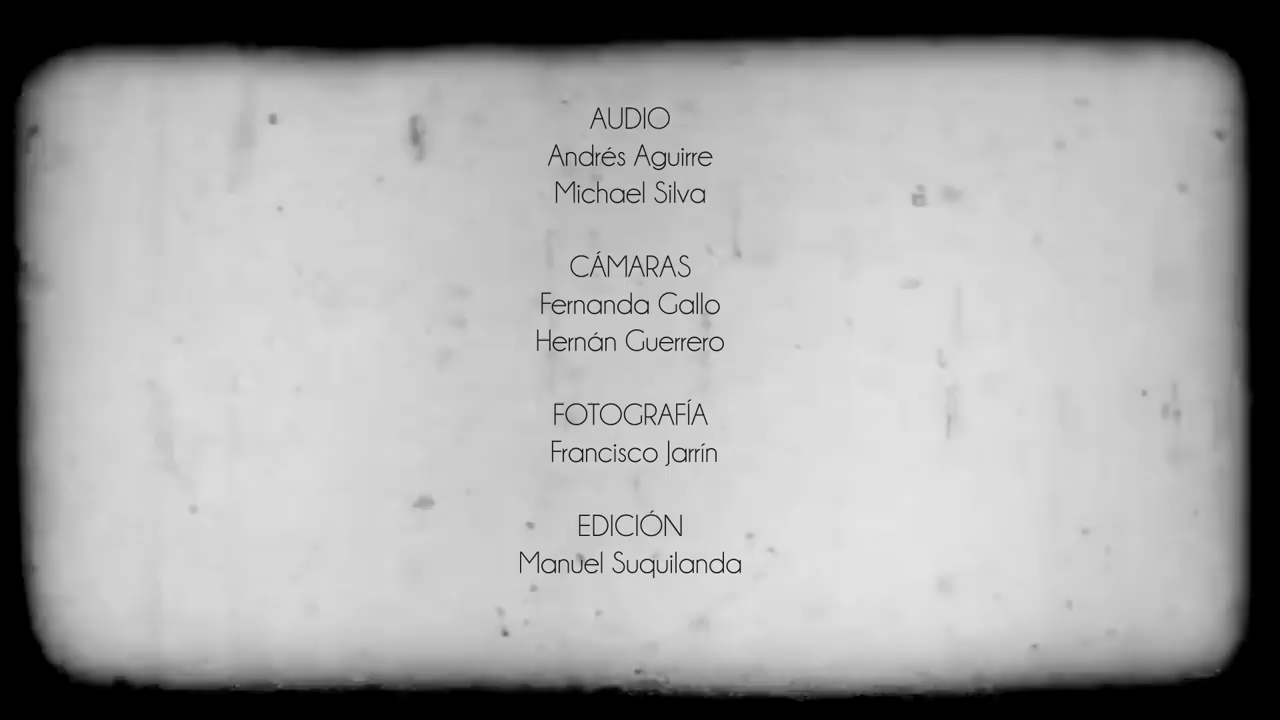 AUDIO
Andrés Aguirre
Michael Silva
CÁMARAS
Fernanda Gallo
Hernán Guerrero
FOTOGRAFÍA
Francisco Jarrín
EDICIÓN
Manuel Suquilanda